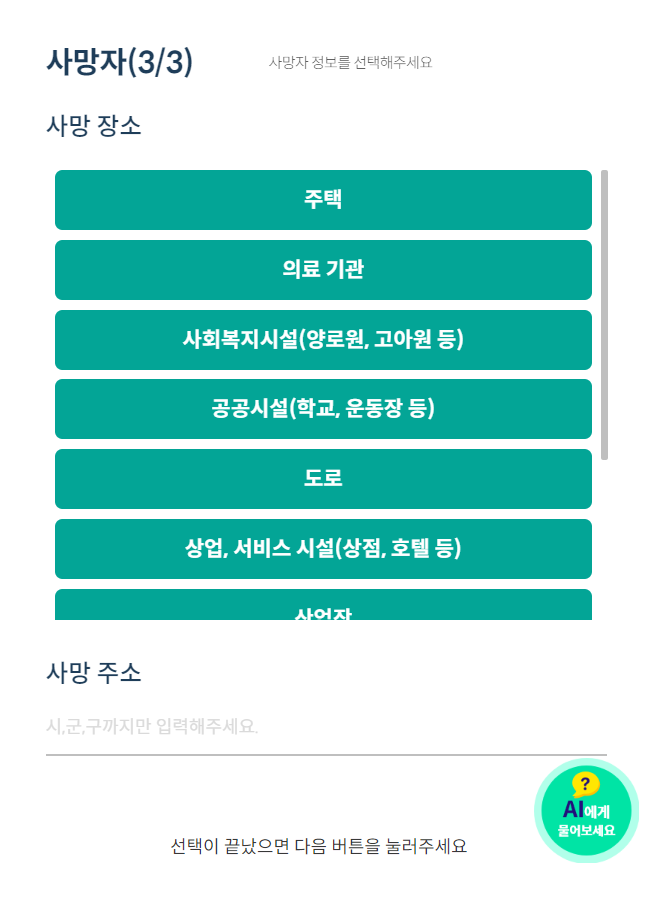 사망자(3/3)
사망자 정보를 선택해주세요
사망 장소
주택
의료 기관
사회복지시설(양로원, 고아원 등)
공공시설(학교, 운동장 등)
도로
상업, 서비스 시설(상점, 호텔 등)
사망 주소
시,군,구까지만 입력해주세요.
?
AI에게
물어보세요
선택이 끝났으면 다음 버튼을 눌러주세요